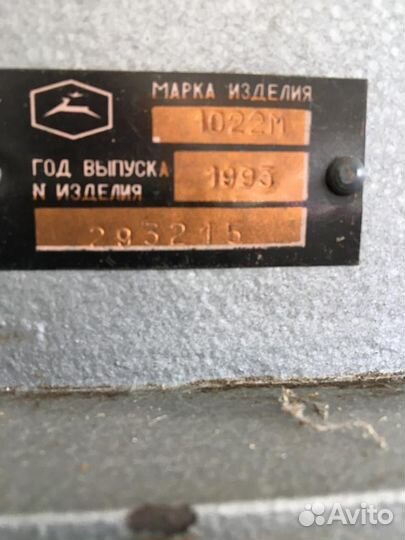 МАРКА ИЗДЕЛИЯ
1022М
ГОД ВЫПУСКА 1993
N ИЗДЕЛИЯ
293215
Avito